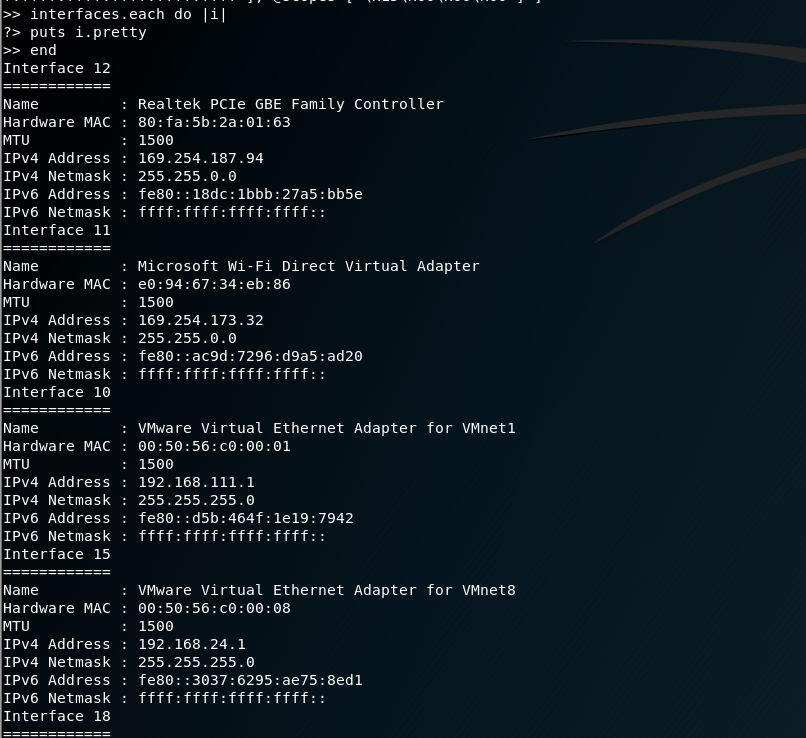 >> interfaces.each do |i|
?> puts i.pretty
>> end
Interface 12
============
Name         : Realtek PCIe GBE Family Controller
Hardware MAC : 80:fa:5b:2a:01:63
MTU          : 1500
IPv4 Address : 169.254.187.94
IPv4 Netmask : 255.255.0.0
IPv6 Address : fe80::18dc:1bbb:27a5:bb5e
IPv6 Netmask : ffff:ffff:ffff:ffff::
Interface 11
============
Name         : Microsoft Wi-Fi Direct Virtual Adapter
Hardware MAC : e0:94:67:34:eb:86
MTU          : 1500
IPv4 Address : 169.254.173.32
IPv4 Netmask : 255.255.0.0
IPv6 Address : fe80::ac9d:7296:d9a5:ad20
IPv6 Netmask : ffff:ffff:ffff:ffff::
Interface 10
============
Name         : VMware Virtual Ethernet Adapter for VMnet1
Hardware MAC : 00:50:56:c0:00:01
MTU          : 1500
IPv4 Address : 192.168.111.1
IPv4 Netmask : 255.255.255.0
IPv6 Address : fe80::d5b:464f:1e19:7942
IPv6 Netmask : ffff:ffff:ffff:ffff::
Interface 15
============
Name         : VMware Virtual Ethernet Adapter for VMnet8
Hardware MAC : 00:50:56:c0:00:08
MTU          : 1500
IPv4 Address : 192.168.24.1
IPv4 Netmask : 255.255.255.0
IPv6 Address : fe80::3037:6295:ae75:8ed1
IPv6 Netmask : ffff:ffff:ffff:ffff::
Interface 18
============